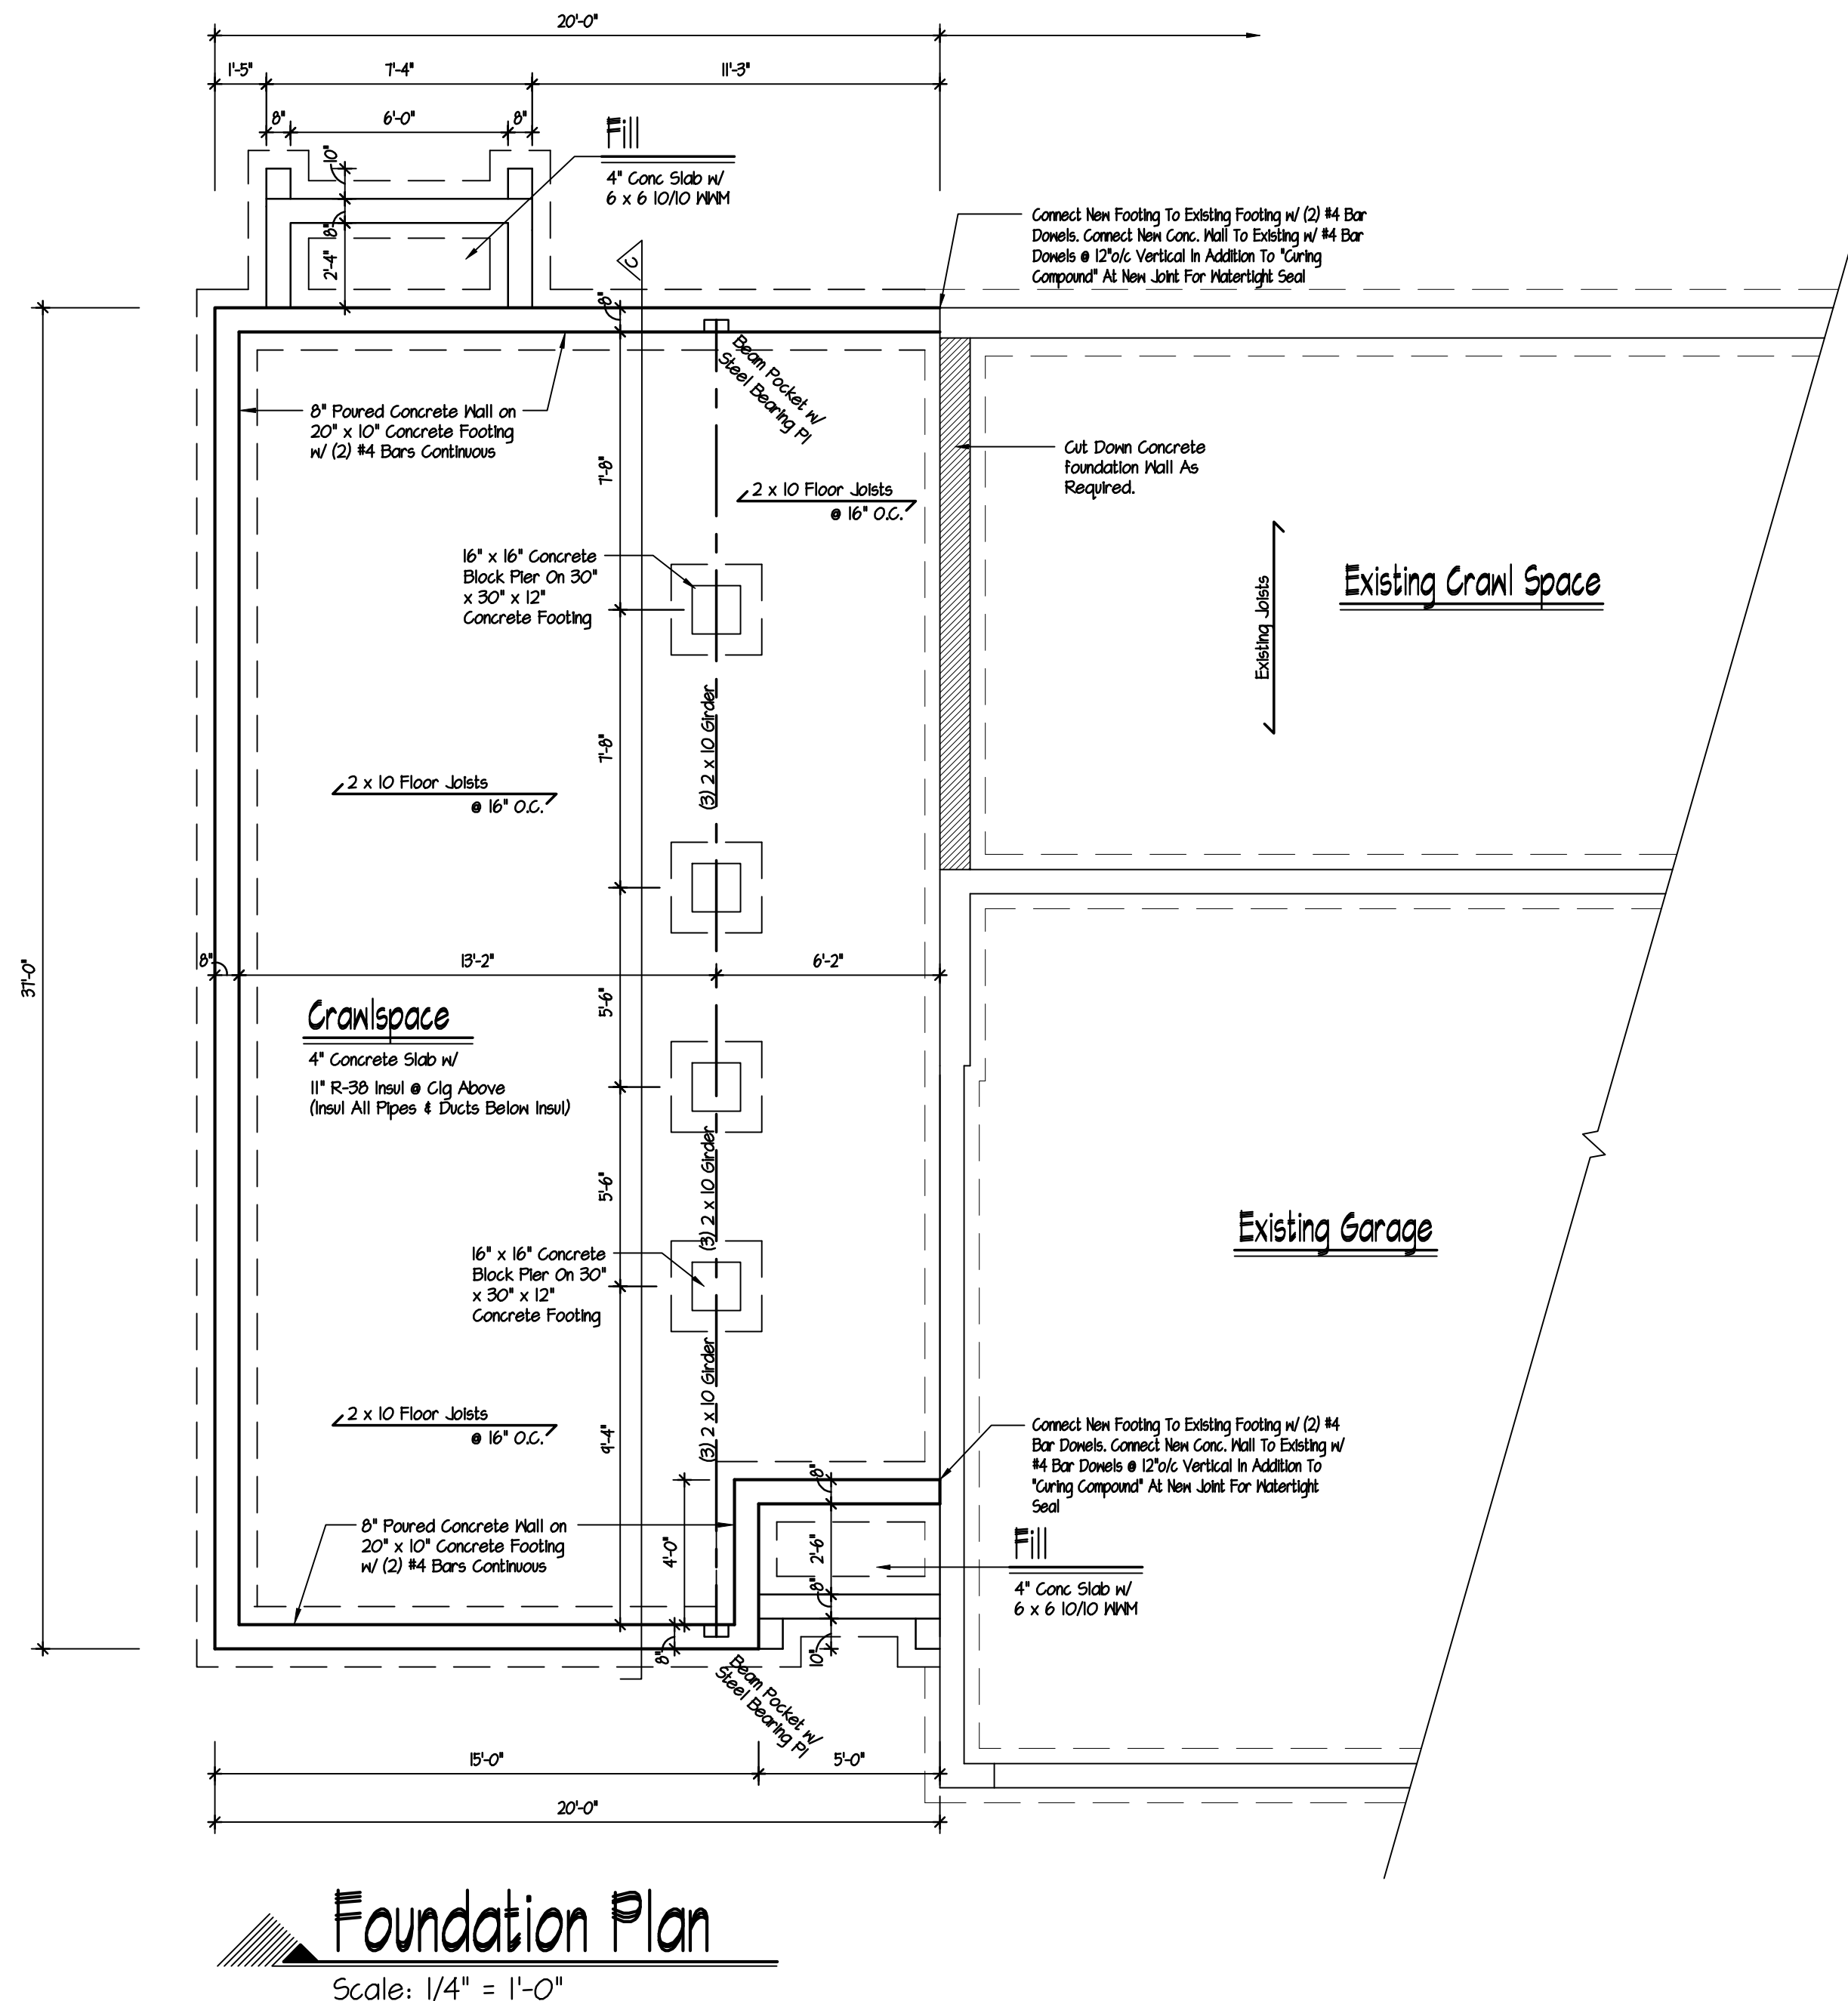 20'-0"
1'-5"
7'-4"
11'-3"
8"
6'-0"
8"
10"
8"
2'-4"
Fill
4" Conc Slab w/
6 x 6 10/10 WWM
2
Connect New Footing To Existing Footing w/ (2) #4 Bar
Dowels. Connect New Conc. Wall To Existing w/ #4 Bar
Dowels @ 12"o/c Vertical In Addition To "Curing
Compound" At New Joint For Watertight Seal
8"
Beam Pocket w/
Steel Bearing Pl
8" Poured Concrete Wall on
20" x 10" Concrete Footing
w/ (2) #4 Bars Continuous
Cut Down Concrete
Foundation Wall As
Required.
7'-8"
2 x 10 Floor Joists
@ 16" O.C.
16" x 16" Concrete
Block Pier On 30"
x 30" x 12"
Concrete Footing
Existing Joists
Existing Crawl Space
(3) 2 x 10 Girder
7'-8"
2 x 10 Floor Joists
@ 16" O.C.
37'-0"
8"
13'-2"
6'-2"
5'-6"
Crawlspace
4" Concrete Slab w/
11" R-38 Insul @ Clg Above
(Insul All Pipes & Ducts Below Insul)
5'-6"
(3) 2 x 10 Girder
Existing Garage
16" x 16" Concrete
Block Pier On 30"
x 30" x 12"
Concrete Footing
(3) 2 x 10 Girder
2 x 10 Floor Joists
@ 16" O.C.
9'-4"
Connect New Footing To Existing Footing w/ (2) #4
Bar Dowels. Connect New Conc. Wall To Existing w/
#4 Bar Dowels @ 12"o/c Vertical In Addition To
"Curing Compound" At New Joint For Watertight
Seal
8"
8" Poured Concrete Wall on
20" x 10" Concrete Footing
w/ (2) #4 Bars Continuous
4'-0"
2'-6"
8"
Fill
4" Conc Slab w/
6 x 6 10/10 WWM
8"
10"
Beam Pocket w/
Steel Bearing Pl
15'-0"
5'-0"
20'-0"
Foundation Plan
Scale: 1/4" = 1'-0"